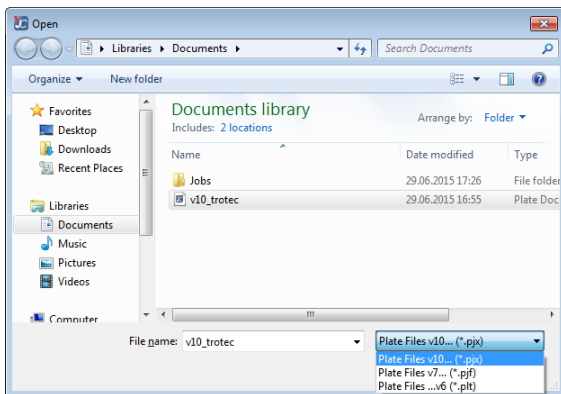 Open
Libraries Documents
Search Documents
Organize New folder
Favorites
Desktop
Downloads
Recent Places
Libraries
Documents
Music
Pictures
Videos
Computer
Documents library
Includes: 2 locations
Arrange by: Folder
Name Date modified Type
Jobs 29.06.2015 17:26 File folder
v10_trotec 29.06.2015 16:55 Plate Doc
File name: v10_trotec
Plate Files v10... (*.pjx)
Plate Files v10... (*.pjx)
Plate Files v7... (*.pjf)
Plate Files ...v6 (*.plt)